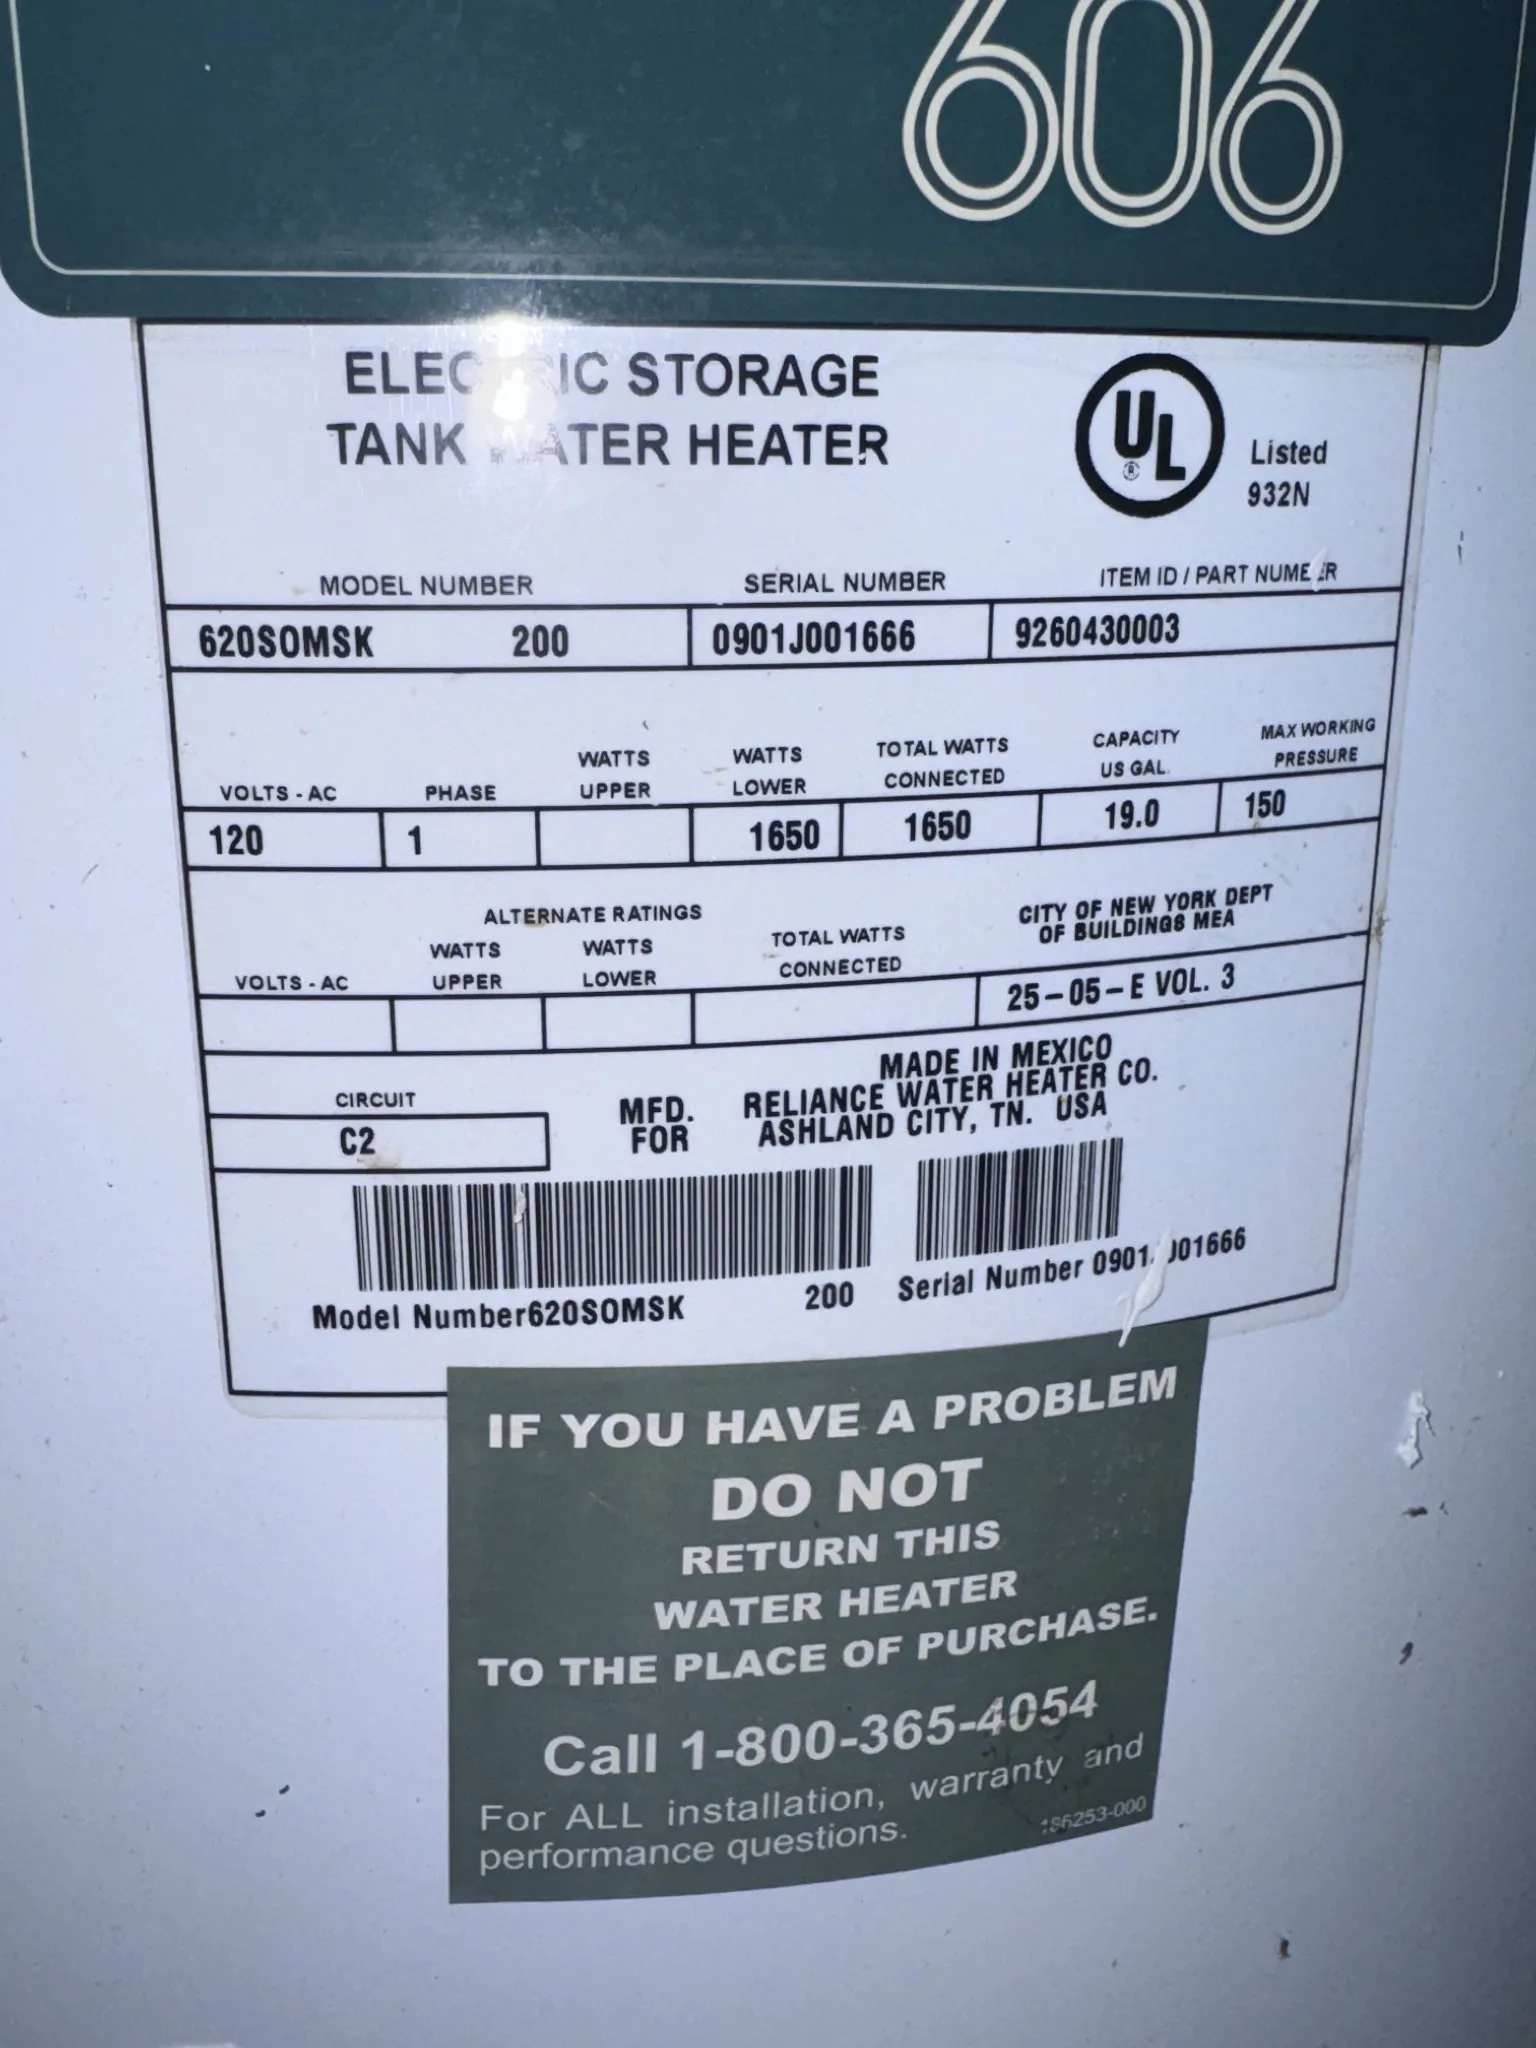 606
ELECTRIC STORAGE
TANK WATER HEATER
UL
R
Listed
932N
MODEL NUMBER SERIAL NUMBER ITEM ID / PART NUMBER
620SOMSK 200 0901J001666 9260430003
VOLTS - AC PHASE WATTS UPPER WATTS LOWER TOTAL WATTS CONNECTED CAPACITY US GAL. MAX WORKING PRESSURE
120 1 1650 1650 19.0 150
ALTERNATE RATINGS
VOLTS - AC WATTS UPPER WATTS LOWER TOTAL WATTS CONNECTED
CITY OF NEW YORK DEPT
OF BUILDINGS MEA
25-05-E VOL. 3
CIRCUIT
C2
MFD.
FOR
MADE IN MEXICO
RELIANCE WATER HEATER CO.
ASHLAND CITY, TN. USA
Model Number620SOMSK 200 Serial Number 0901J001666
IF YOU HAVE A PROBLEM
DO NOT
RETURN THIS
WATER HEATER
TO THE PLACE OF PURCHASE.
Call 1-800-365-4054
For ALL installation, warranty and
performance questions.